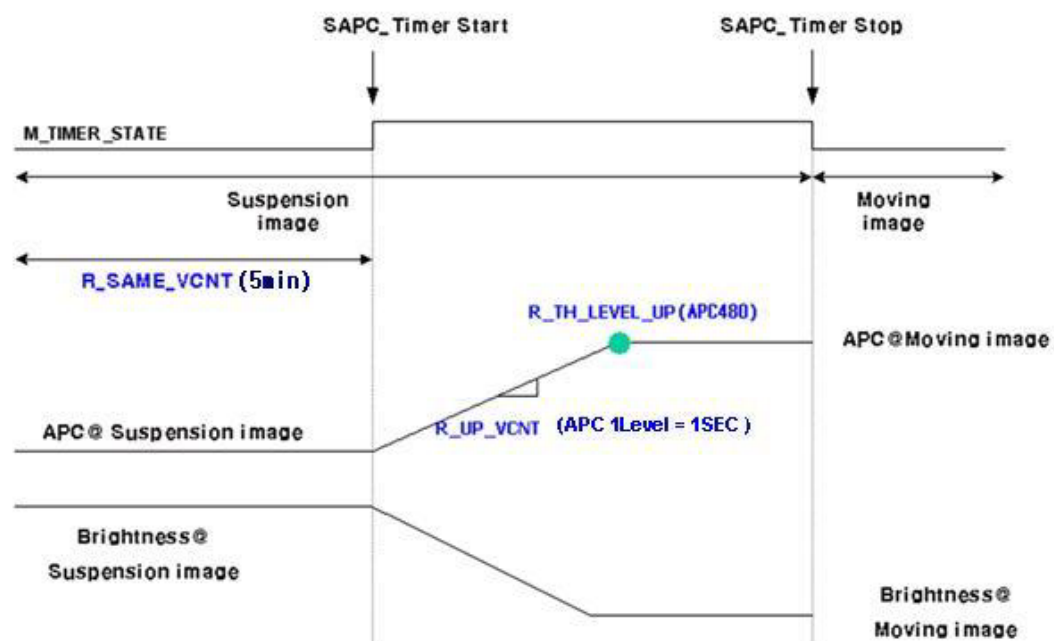 SAPC_Timer Start
SAPC_Timer Stop
M_TIMER_STATE
Suspension
image
Moving
image
R_SAME_VCNT (5min)
R_TH_LEVEL_UP(APC480)
APC@Moving image
APC@ Suspension image
R_UP_VCNT (APC 1Level = 1SEC )
Brightness@
Suspension image
Brightness@
Moving image